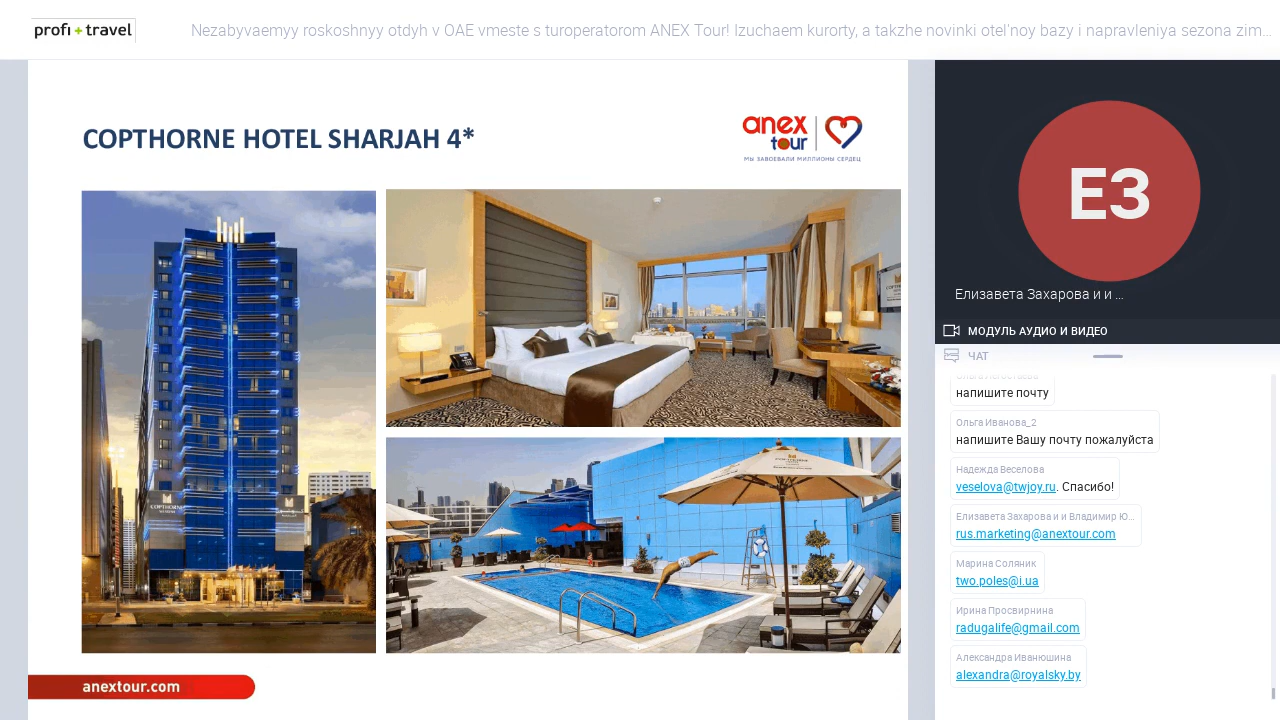 profi + travel
Nezabyvaemyy roskoshnyy otdyh v OAE vmeste s turoperatorom ANEX Tour! Izuchaem kurorty, a takzhe novinki otel'noy bazy i napravleniya sezona zim...
COPTHORNE HOTEL SHARJAH 4*
anex
tour
МЫ ЗАВОЕВАЛИ МИЛЛИОНЫ СЕРДЕЦ
COPTHORNE
anextour.com
ЕЗ
Елизавета Захарова и и ...
МОДУЛЬ АУДИО И ВИДЕО
ЧАТ
напишите почту
Ольга Иванова_2
напишите Вашу почту пожалуйста
Надежда Веселова
veselova@twjoy.ru. Спасибо!
Елизавета Захарова и и Владимир Ю...
rus.marketing@anextour.com
Марина Соляник
two.poles@i.ua
Ирина Просвирнина
radugalife@gmail.com
Александра Иванюшина
alexandra@royalsky.by